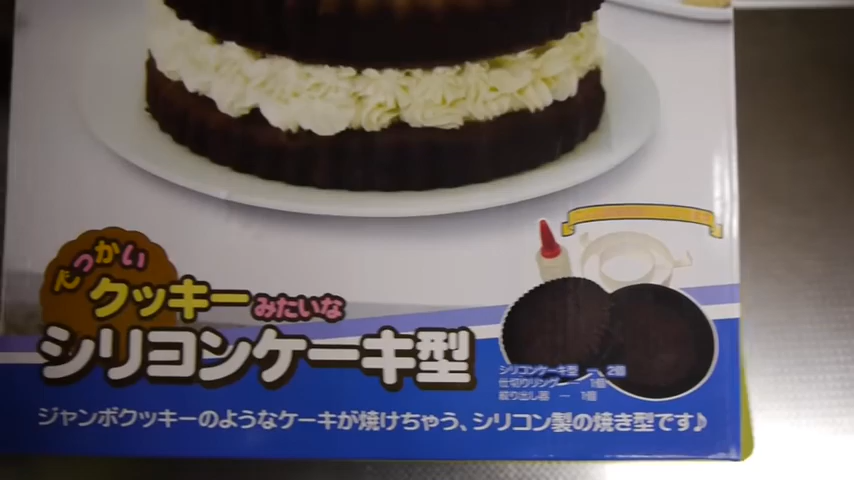 でっかい
クッキーみたいな
シリコンケーキ型
シリコンケーキ型 ― 2個
仕切りリング ― 1個
絞り出し器 ― 1個
ジャンボクッキーのようなケーキが焼けちゃう、シリコン製の焼き型です♪